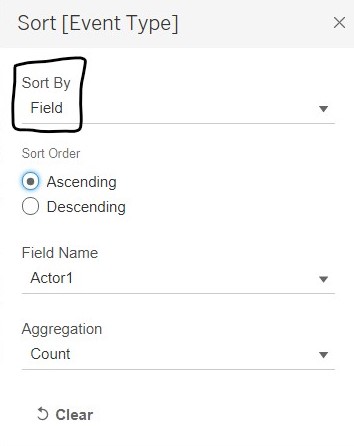 Sort [Event Type]
Sort By
Field
Sort Order
Ascending
Descending
Field Name
Actor1
Aggregation
Count
Clear